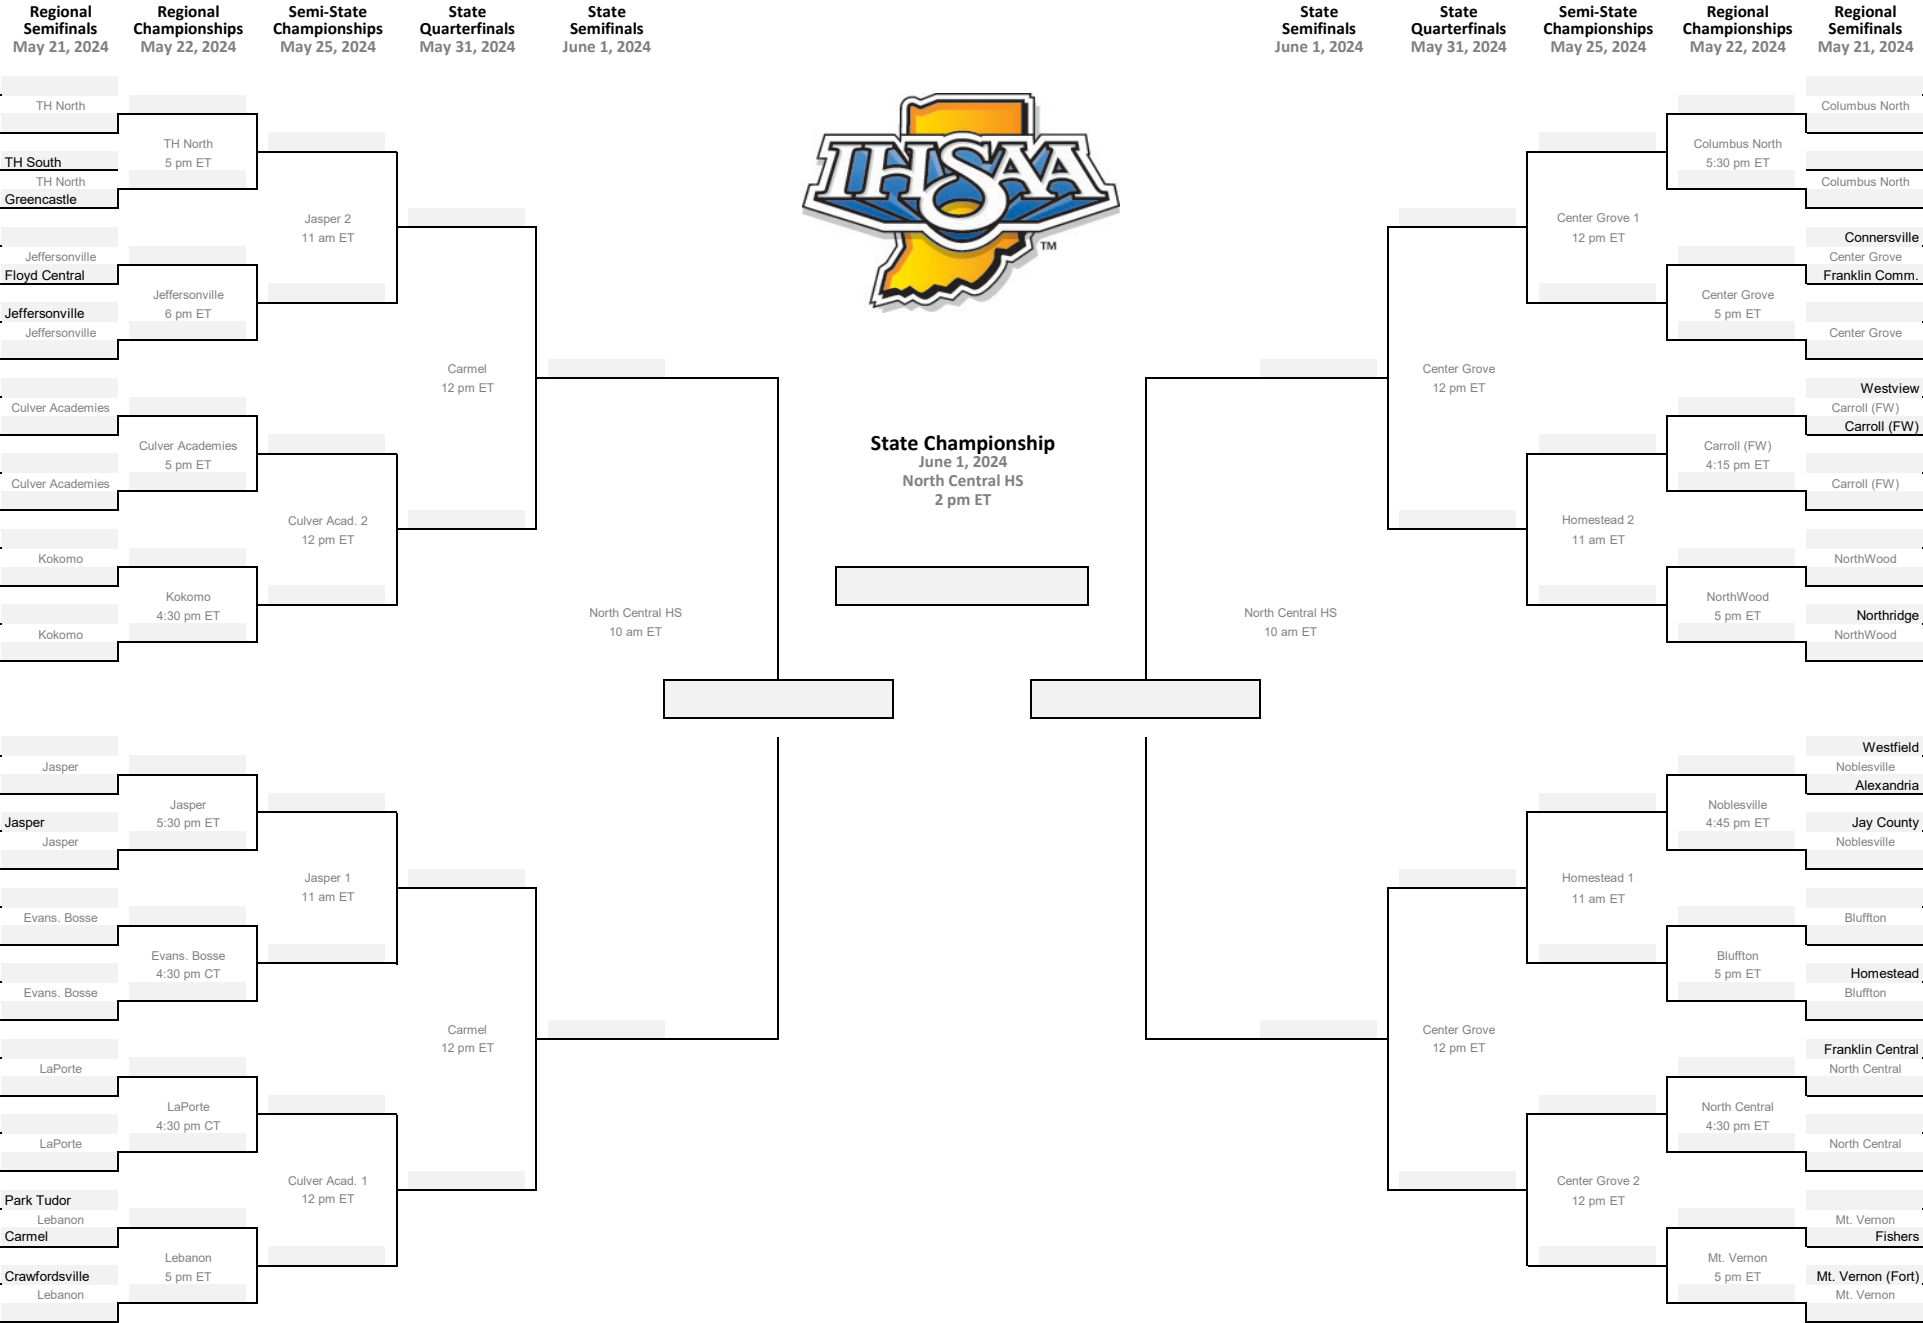 Regional
Semifinals
May 21, 2024
Regional
Championships
May 22, 2024
Semi-State
Championships
May 25, 2024
State
Quarterfinals
May 31, 2024
State
Semifinals
June 1, 2024
State
Semifinals
June 1, 2024
State
Quarterfinals
May 31, 2024
Semi-State
Championships
May 25, 2024
Regional
Championships
May 22, 2024
Regional
Semifinals
May 21, 2024
TH North
TH South
TH North
Greencastle
Jeffersonville
Floyd Central
Jeffersonville
Jeffersonville
Culver Academies
Culver Academies
Kokomo
Kokomo
Jasper
Jasper
Jasper
Evans. Bosse
Evans. Bosse
LaPorte
LaPorte
Park Tudor
Lebanon
Carmel
Crawfordsville
Lebanon
TH North
5 pm ET
Jeffersonville
6 pm ET
Culver Academies
5 pm ET
Kokomo
4:30 pm ET
Jasper
5:30 pm ET
Evans. Bosse
4:30 pm CT
LaPorte
4:30 pm CT
Lebanon
5 pm ET
Jasper 2
11 am ET
Culver Acad. 2
12 pm ET
Jasper 1
11 am ET
Culver Acad. 1
12 pm ET
Carmel
12 pm ET
Carmel
12 pm ET
North Central HS
10 am ET
IHSAA
TM
State Championship
June 1, 2024
North Central HS
2 pm ET
North Central HS
10 am ET
Center Grove
12 pm ET
Center Grove
12 pm ET
Center Grove 1
12 pm ET
Homestead 2
11 am ET
Homestead 1
11 am ET
Center Grove 2
12 pm ET
Columbus North
5:30 pm ET
Center Grove
5 pm ET
Carroll (FW)
4:15 pm ET
NorthWood
5 pm ET
Noblesville
4:45 pm ET
Bluffton
5 pm ET
North Central
4:30 pm ET
Mt. Vernon
5 pm ET
Columbus North
Columbus North
Connersville
Center Grove
Franklin Comm.
Center Grove
Westview
Carroll (FW)
Carroll (FW)
Carroll (FW)
NorthWood
Northridge
NorthWood
Westfield
Noblesville
Alexandria
Jay County
Noblesville
Bluffton
Homestead
Bluffton
Franklin Central
North Central
North Central
Mt. Vernon
Fishers
Mt. Vernon (Fort)
Mt. Vernon